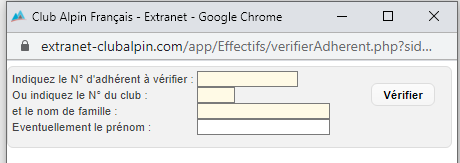 Club Alpin Français - Extranet - Google Chrome
extranet-clubalpin.com/app/Effectifs/verifierAdherent.php?sid...
Indiquez le N° d'adhérent à vérifier :
Ou indiquez le N° du club :
Vérifier
et le nom de famille :
Eventuellement le prénom :